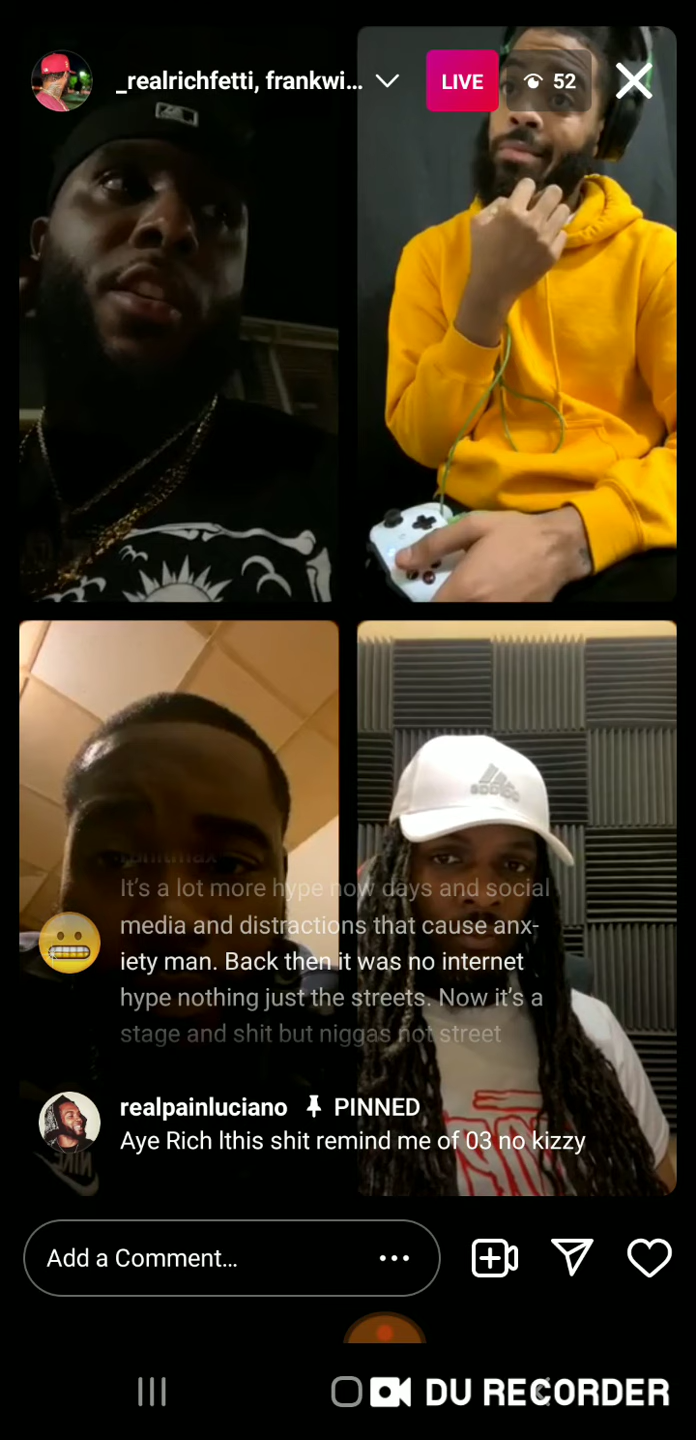 _realrichfetti, frankwi...
LIVE
52
It's a lot more hype now days and social
media and distractions that cause anx-
iety man. Back then it was no internet
hype nothing just the streets. Now it's a
stage and shit but niggas not street
realpainluciano PINNED
Aye Rich lthis shit remind me of 03 no kizzy
Add a Comment...
DU RECORDER